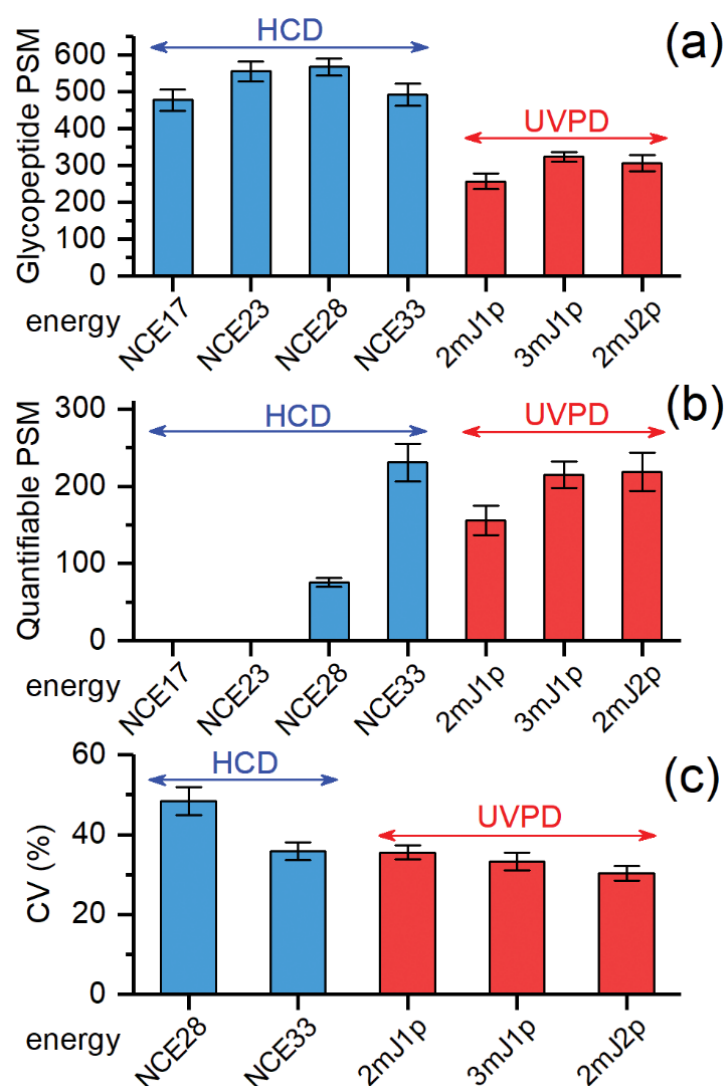 HCD
(a)
Glycopeptide PSM
600
500
400
300
200
100
0
UVPD
energy
NCE17
NCE23
NCE28
NCE33
2mJ1p
3mJ1p
2mJ2p
(b)
Quantifiable PSM
300
200
100
0
HCD
UVPD
energy
NCE17
NCE23
NCE28
NCE33
2mJ1p
3mJ1p
2mJ2p
(c)
CV (%)
60
40
20
0
HCD
UVPD
energy
NCE28
NCE33
2mJ1p
3mJ1p
2mJ2p